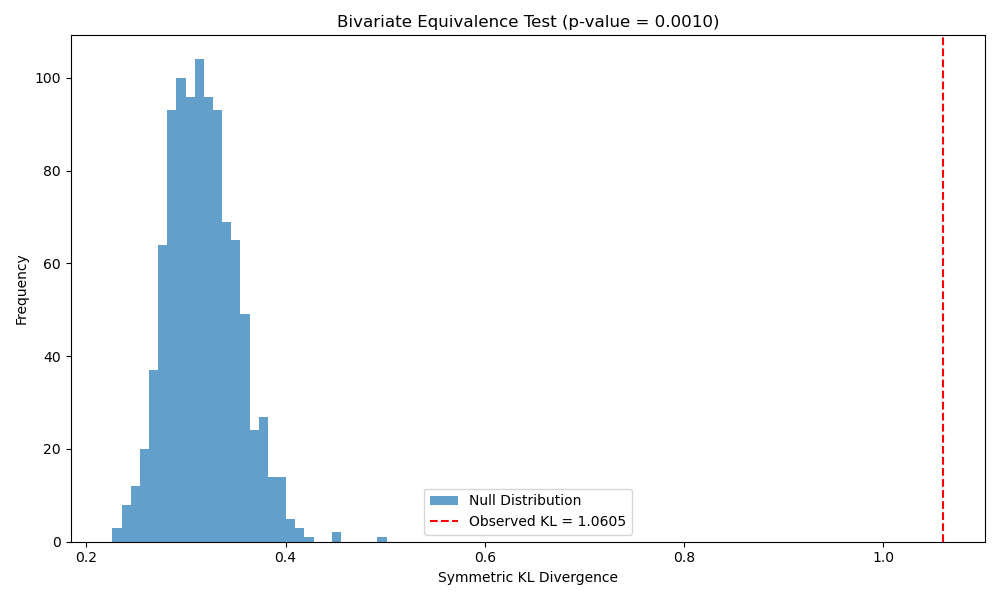 Bivariate Equivalence Test (p-value = 0.0010)
Frequency
100
80
60
40
20
0
0.2
0.4
0.6
0.8
1.0
Null Distribution
Observed KL = 1.0605
Symmetric KL Divergence